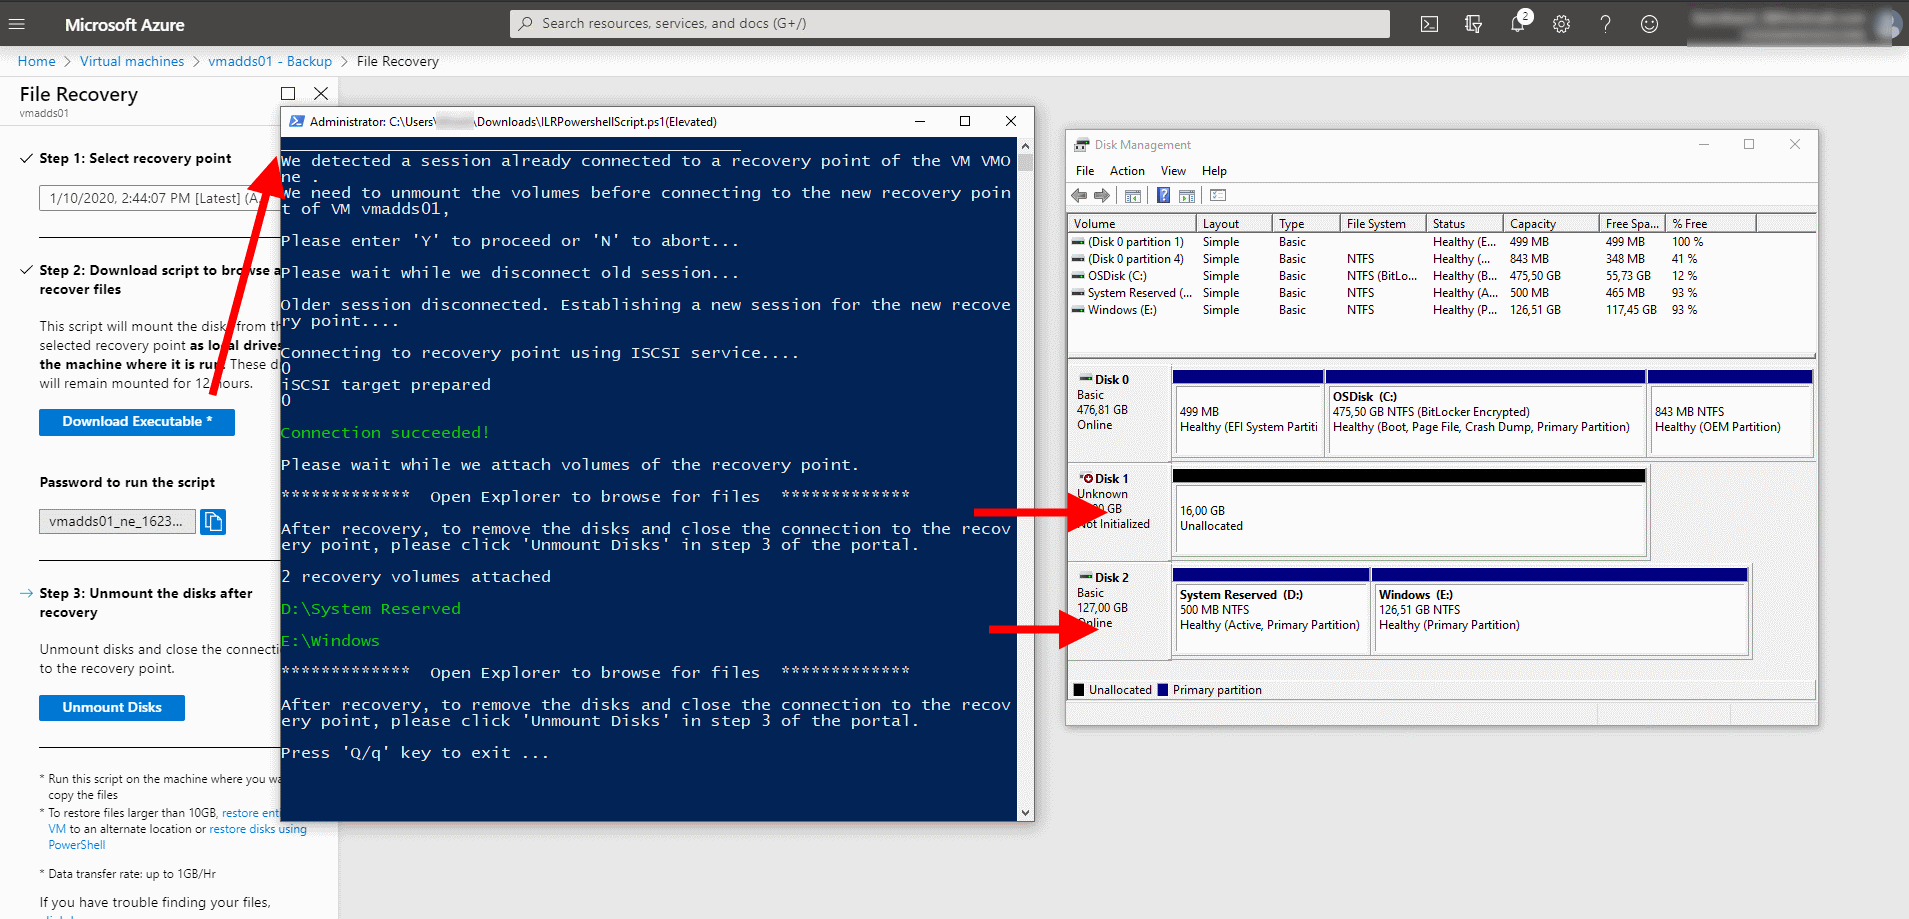 Microsoft Azure
Search resources, services, and docs (G+/)
2
Home > Virtual machines > vmadds01 - Backup > File Recovery
File Recovery
vmadds01
Step 1: Select recovery point
1/10/2020, 2:44:07 PM [Latest] (A...
Step 2: Download script to browse a
recover files
This script will mount the disks from th
selected recovery point as local drives
the machine where it is run. These d
will remain mounted for 12 hours.
Download Executable *
Password to run the script
vmadds01_ne_1623...
Step 3: Unmount the disks after
recovery
Unmount disks and close the connecti
to the recovery point.
Unmount Disks
* Run this script on the machine where you wa
copy the files
* To restore files larger than 10GB, restore enti
VM to an alternate location or restore disks using
PowerShell
* Data transfer rate: up to 1GB/Hr
If you have trouble finding your files,
Administrator: C:\Users\ \Downloads\ILRPowershellScript.ps1(Elevated)
We detected a session already connected to a recovery point of the VM VMO
ne .
We need to unmount the volumes before connecting to the new recovery poin
t of VM vmadds01,
Please enter 'Y' to proceed or 'N' to abort...
Please wait while we disconnect old session...
Older session disconnected. Establishing a new session for the new recove
ry point....
Connecting to recovery point using ISCSI service....
0
iSCSI target prepared
0
Connection succeeded!
Please wait while we attach volumes of the recovery point.
************* Open Explorer to browse for files *************
After recovery, to remove the disks and close the connection to the recov
ery point, please click 'Unmount Disks' in step 3 of the portal.
2 recovery volumes attached
D:\System Reserved
E:\Windows
************* Open Explorer to browse for files *************
After recovery, to remove the disks and close the connection to the recov
ery point, please click 'Unmount Disks' in step 3 of the portal.
Press 'Q/q' key to exit ...
Disk Management
File Action View Help
Volume Layout Type File System Status Capacity Free Spa... % Free
(Disk 0 partition 1) Simple Basic Healthy (E... 499 MB 499 MB 100 %
(Disk 0 partition 4) Simple Basic NTFS Healthy (... 843 MB 348 MB 41 %
OSDisk (C:) Simple Basic NTFS (BitLo... Healthy (B... 475,50 GB 55,73 GB 12 %
System Reserved (... Simple Basic NTFS Healthy (A... 500 MB 465 MB 93 %
Windows (E:) Simple Basic NTFS Healthy (P... 126,51 GB 117,45 GB 93 %
Disk 0
Basic
476,81 GB
Online
499 MB
Healthy (EFI System Partiti
OSDisk (C:)
475,50 GB NTFS (BitLocker Encrypted)
Healthy (Boot, Page File, Crash Dump, Primary Partition)
843 MB NTFS
Healthy (OEM Partition)
Disk 1
Unknown
GB
Not Initialized
16,00 GB
Unallocated
Disk 2
Basic
127,00 GB
Online
System Reserved (D:)
500 MB NTFS
Healthy (Active, Primary Partition)
Windows (E:)
126,51 GB NTFS
Healthy (Primary Partition)
Unallocated Primary partition